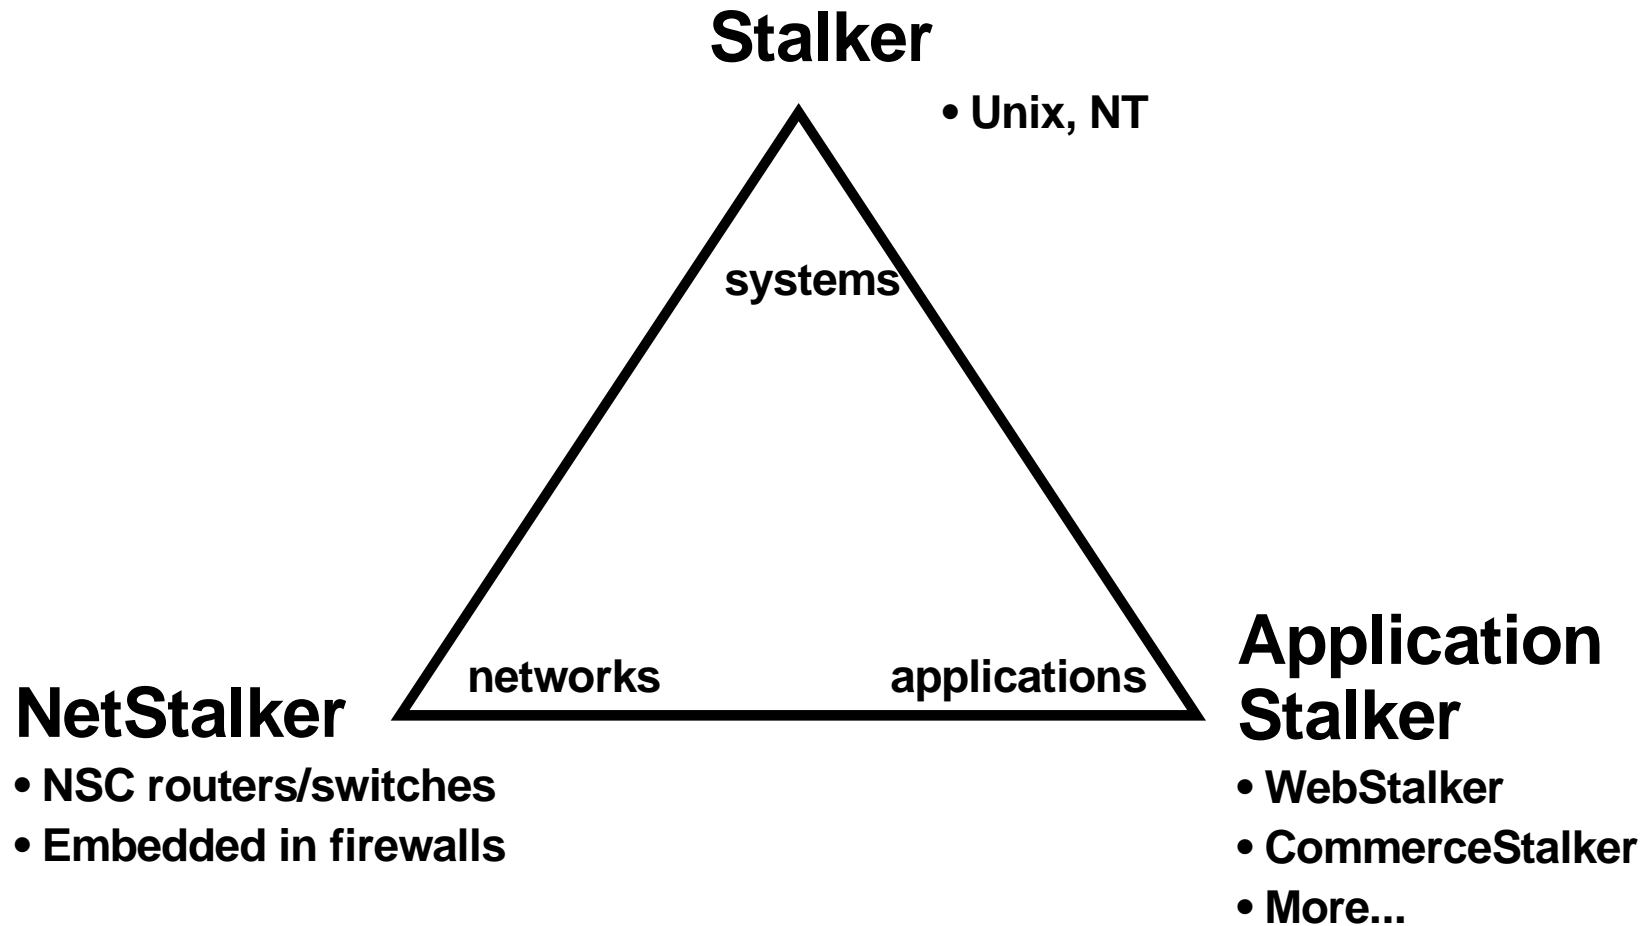 Stalker
• Unix, NT
systems
networks
applications
NetStalker
• NSC routers/switches
• Embedded in firewalls
Application
Stalker
• WebStalker
• CommerceStalker
• More...